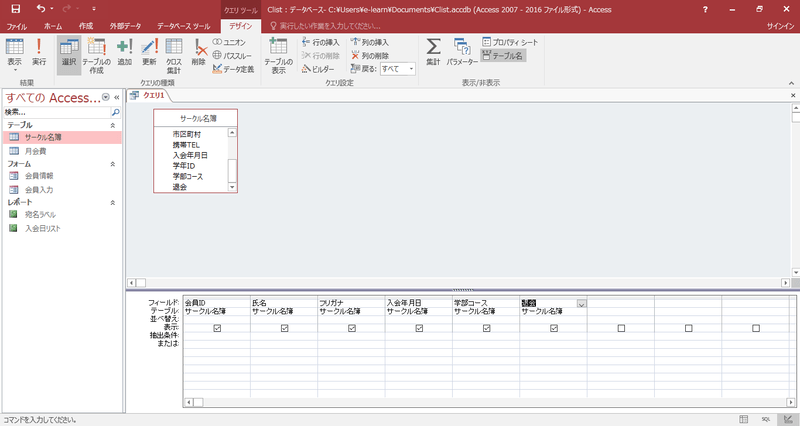 クエリ ツール
Clist : データベース- C:¥Users¥e-learn¥Documents¥Clist.accdb (Access 2007 - 2016 ファイル形式) - Access
?
ファイル ホーム 作成 外部データ データベース ツール デザイン 実行したい作業を入力してください。 サインイン
表示 実行 選択 テーブルの作成 追加 更新 クロス集計 削除 ユニオン パススルー データ定義 テーブルの表示 行の挿入 行の削除 ビルダー 列の挿入 列の削除 戻る: すべて 集計 パラメーター プロパティ シート テーブル名
結果 クエリの種類 クエリ設定 表示/非表示
すべての Access...
検索...
テーブル
サークル名簿
月会費
フォーム
会員情報
会員入力
レポート
宛名ラベル
入会日リスト
クエリ1
サークル名簿
市区町村
携帯TEL
入会年月日
学年ID
学部コース
退会
フィールド: 会員ID 氏名 フリガナ 入会年月日 学部コース 退会
テーブル: サークル名簿 サークル名簿 サークル名簿 サークル名簿 サークル名簿 サークル名簿
並べ替え:
表示:
抽出条件:
または:
コマンドを入力してください。
SQL